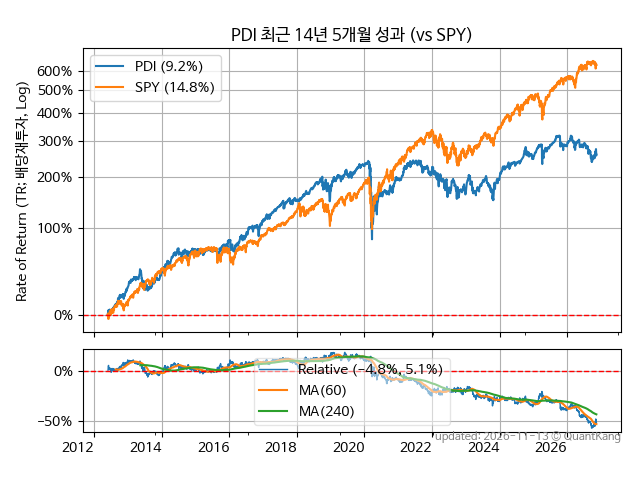 PDI 최근 14년 5개월 성과 (vs SPY)
Rate of Return (TR: 배당재투자, Log)
600%
500%
400%
300%
200%
100%
0%
PDI (9.2%)
SPY (14.8%)
0%
−50%
Relative (−4.8%, 5.1%)
MA(60)
MA(240)
2012
2014
2016
2018
2020
2022
2024
2026
updated: 2026-11-13 © QuantKang